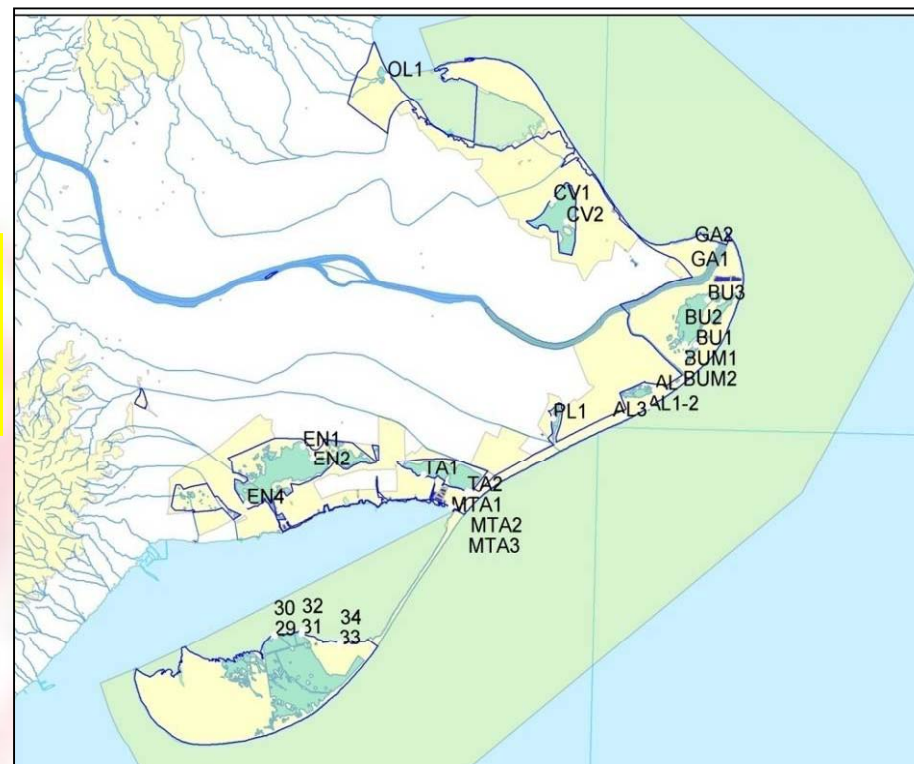 OL1
CV1
CV2
GA2
GA1
BU3
BU2
BU1
BUM1
AL BUM2
AL3 AL1-2
PL1
EN1
EN2
EN4
TA1
TA2
MTA1
MTA2
MTA3
30 32 34
29 31 33